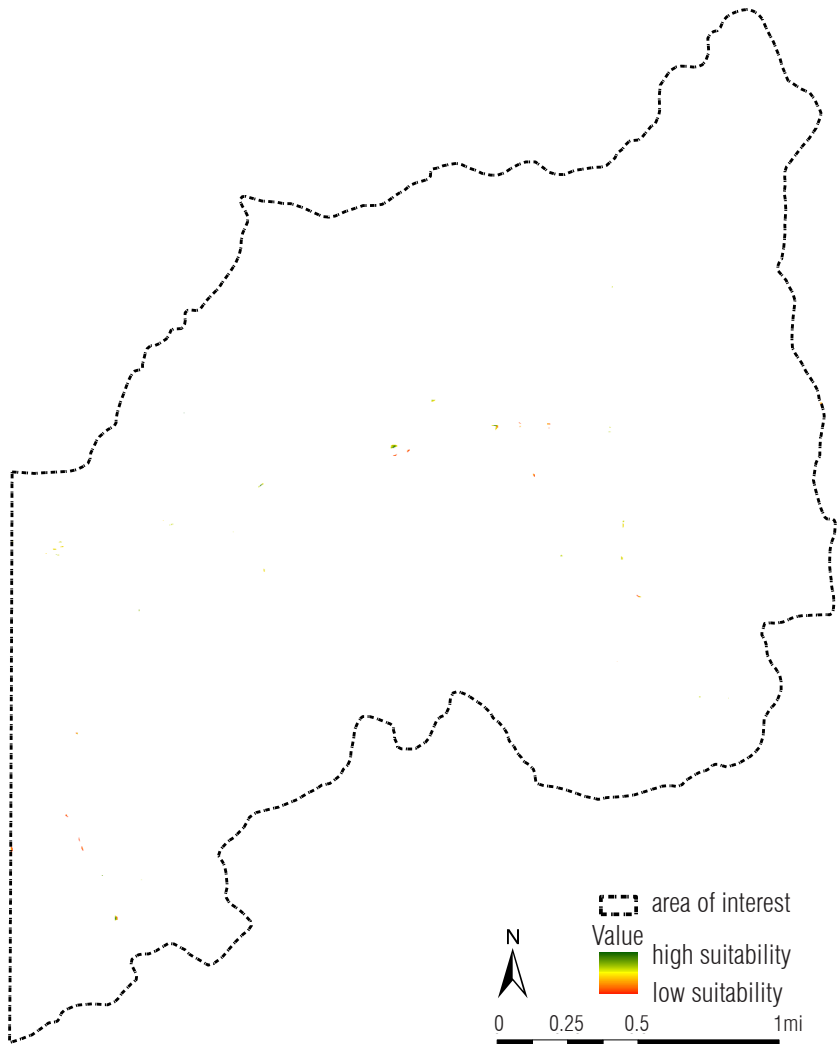 area of interest
Value
high suitability
low suitability
N
0 0.25 0.5 1mi